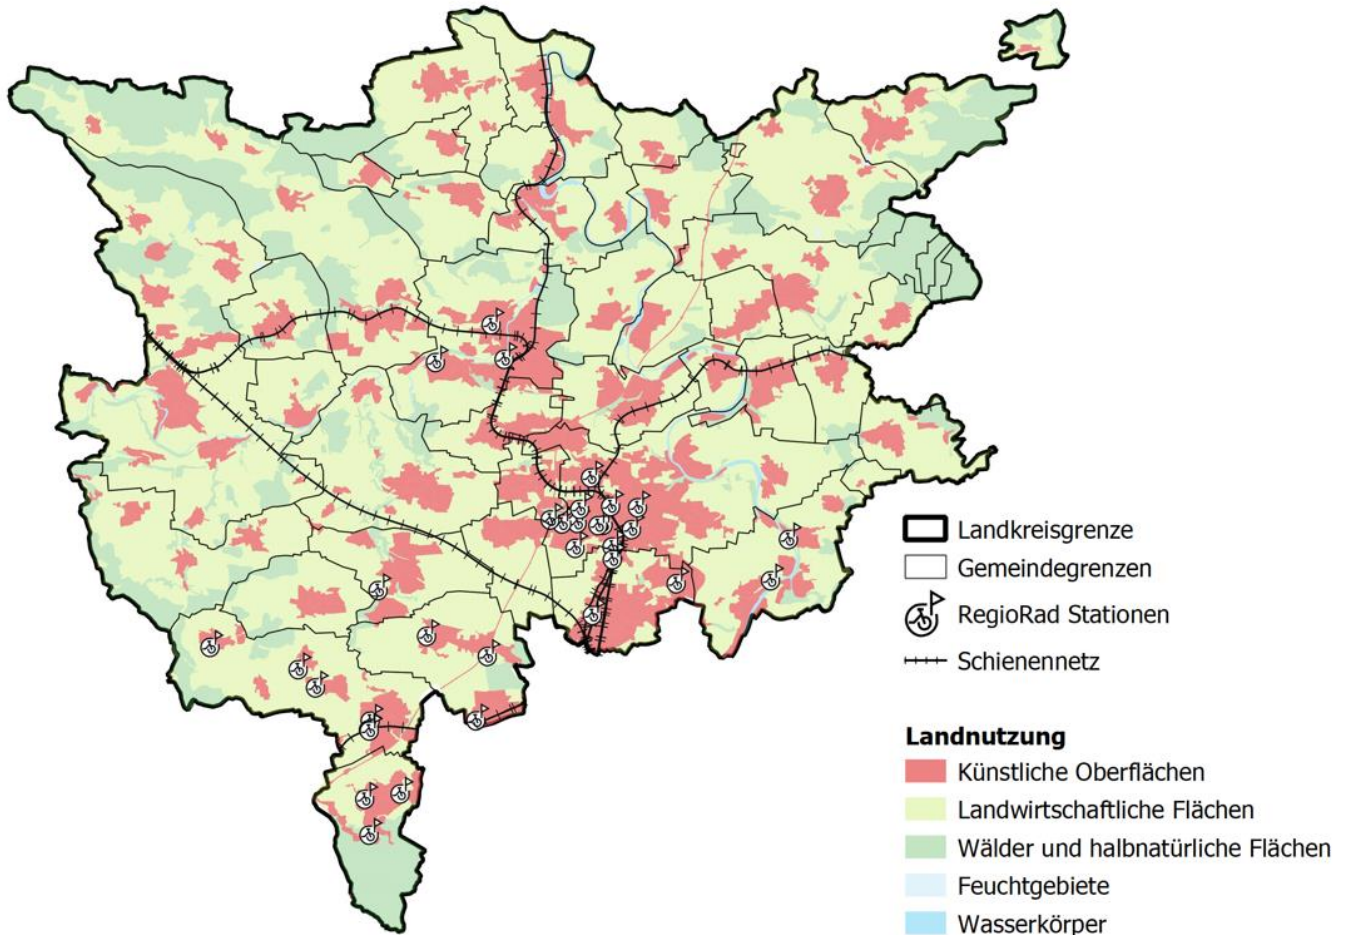 Landkreisgrenze
Gemeindegrenzen
RegioRad Stationen
Schienennetz
Landnutzung
Künstliche Oberflächen
Landwirtschaftliche Flächen
Wälder und halbnatürliche Flächen
Feuchtgebiete
Wasserkörper